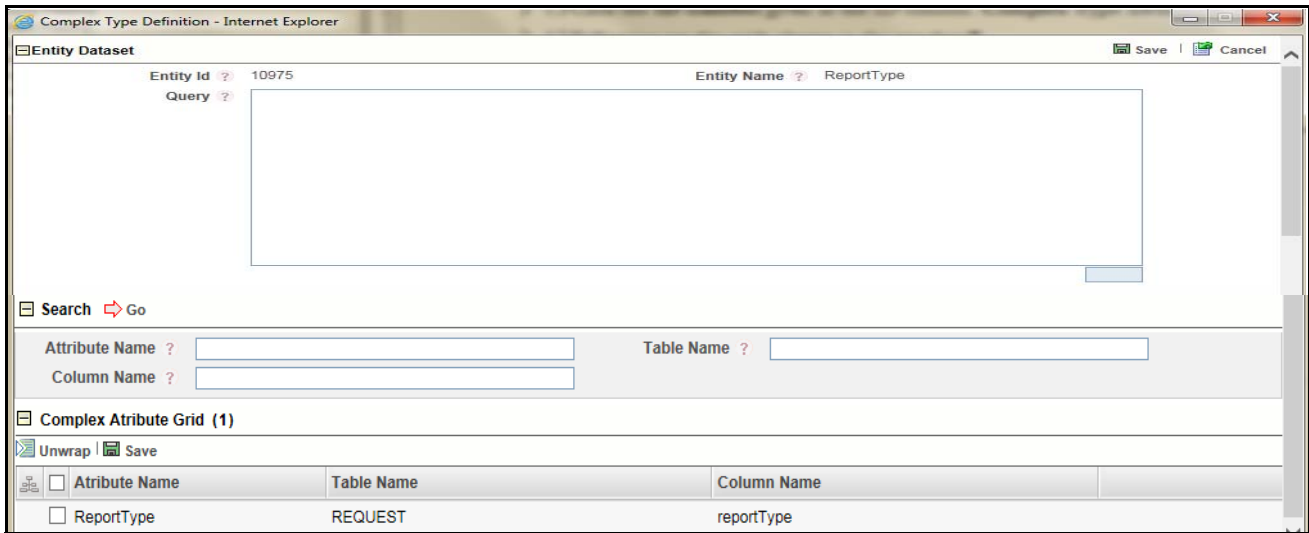 Complex Type Definition - Internet Explorer
Entity Dataset Save | Cancel
Entity Id ? 10975 Entity Name ? ReportType
Query ?
Search Go
Attribute Name ? Table Name ?
Column Name ?
Complex Atribute Grid (1)
Unwrap | Save
Atribute Name Table Name Column Name
ReportType REQUEST reportType